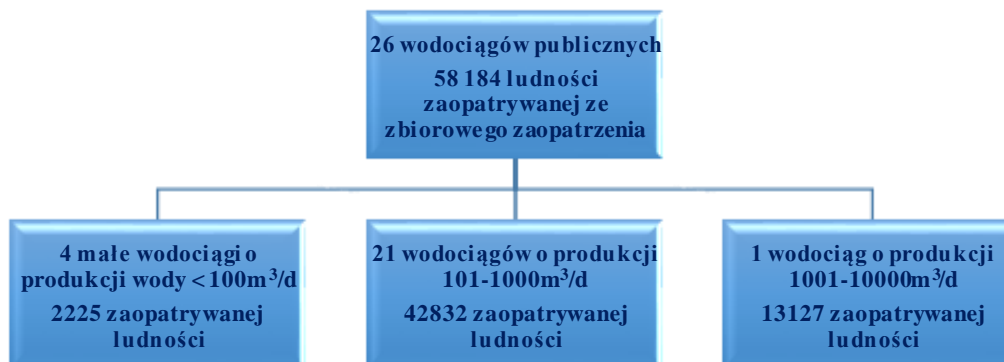 26 wodociągów publicznych
58 184 ludności
zaopatrywanej ze
zbiorowego zaopatrzenia
4 małe wodociągi o
produkcji wody < 100m³/d
2225 zaopatrywanej
ludności
21 wodociągów o produkcji
101-1000m³/d
42832 zaopatrywanej
ludności
1 wodociąg o produkcji
1001-10000m³/d
13127 zaopatrywanej
ludności